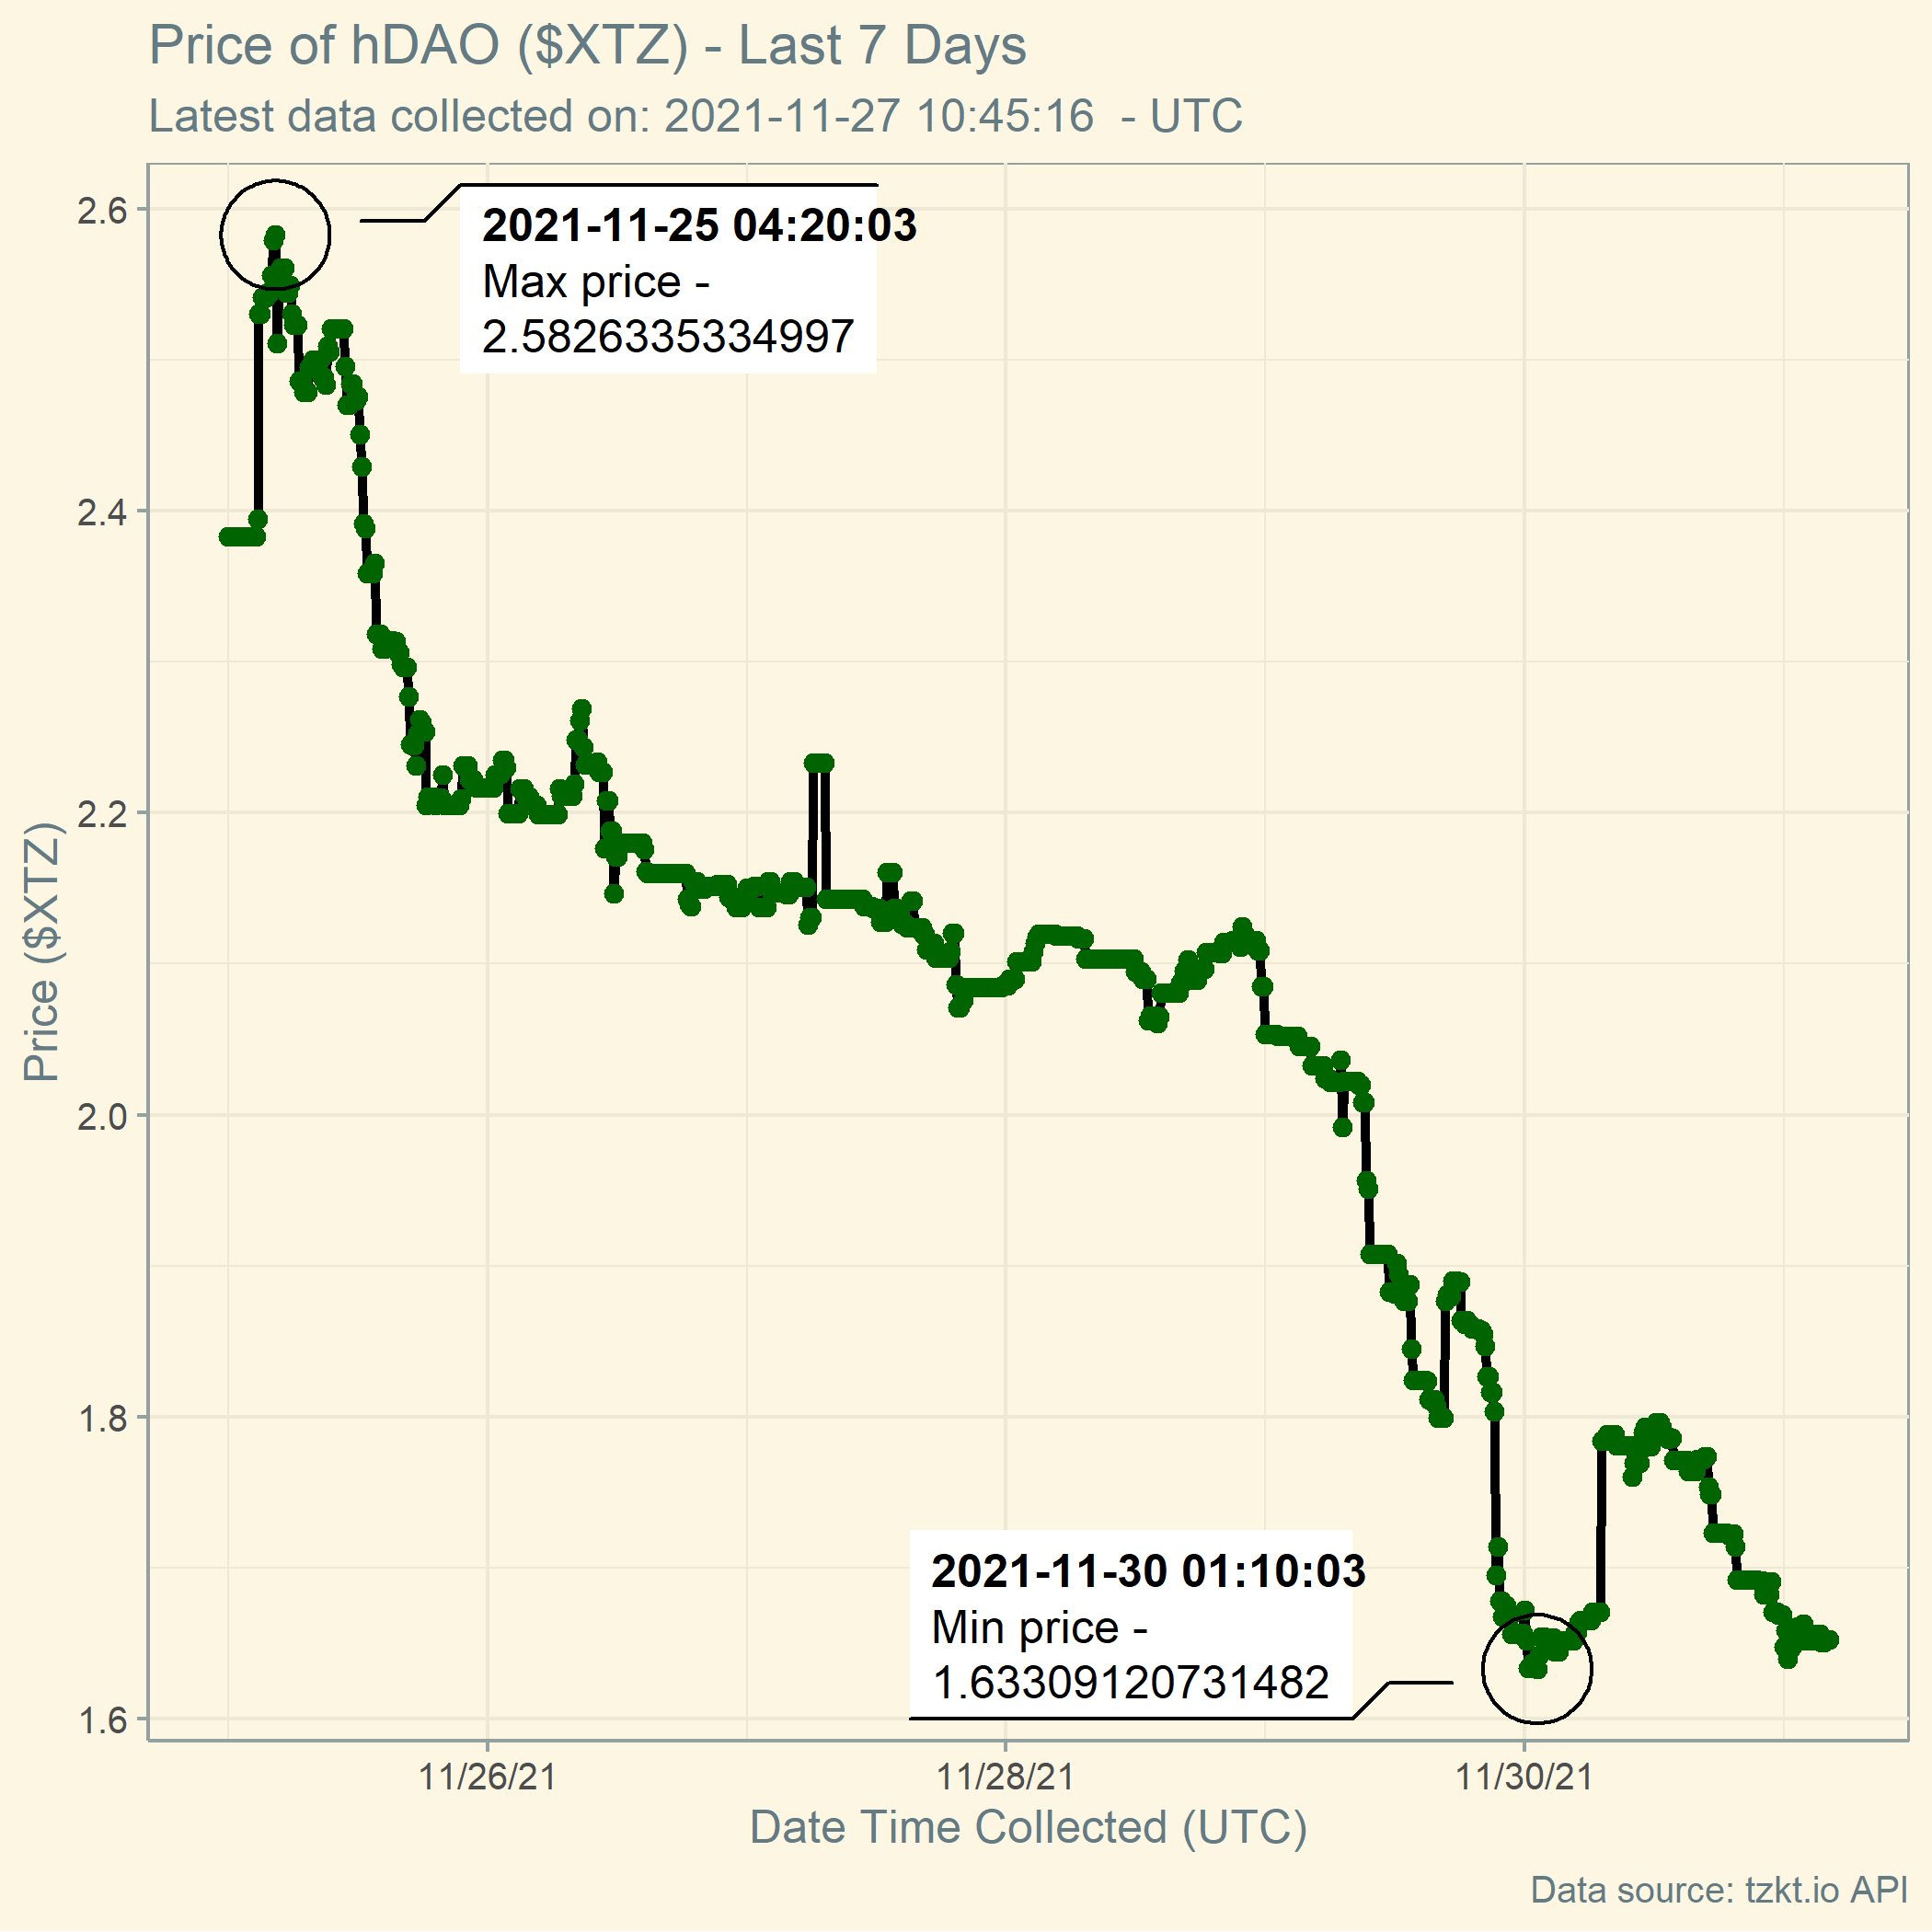 Price of hDAO ($XTZ) - Last 7 Days
Latest data collected on: 2021-11-27 10:45:16  - UTC
2021-11-25 04:20:03
Max price -
2.5826335334997
2.6
2.4
2.2
2.0
1.8
1.6
Price ($XTZ)
2021-11-30 01:10:03
Min price -
1.63309120731482
11/26/21
11/28/21
11/30/21
Date Time Collected (UTC)
Data source: tzkt.io API